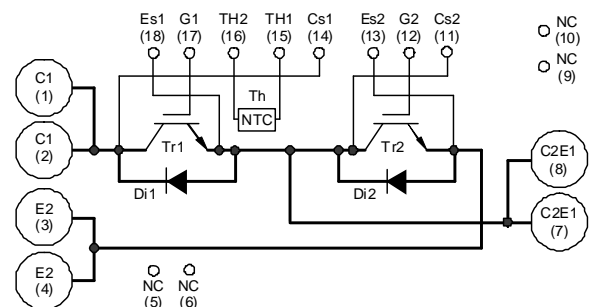 Es1 G1 TH2 TH1 Cs1 Es2 G2 Cs2 NC
(18) (17) (16) (15) (14) (13) (12) (11) (10)
NC
(9)
C1
(1)
Th
NTC
C1
(2)
Tr1 Tr2
C2E1
(8)
Di1 Di2
E2
(3)
C2E1
(7)
E2
(4)
NC NC
(5) (6)